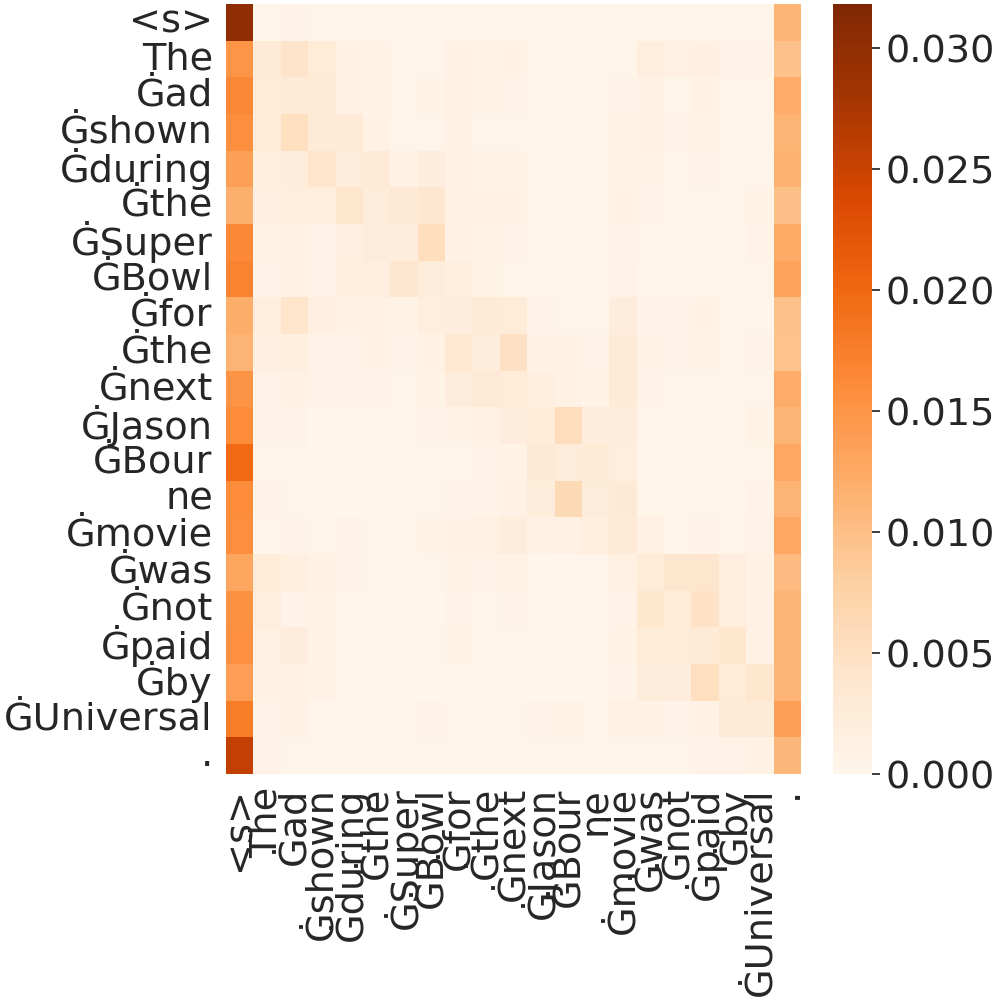 <s>
The
Ġad
Ġshown
Ġduring
Ġthe
ĠSuper
ĠBowl
Ġfor
Ġthe
Ġnext
ĠJason
ĠBour
ne
Ġmovie
Ġwas
Ġnot
Ġpaid
Ġby
ĠUniversal
.
0.030
0.025
0.020
0.015
0.010
0.005
0.000
<s>
The
Ġad
Ġshown
Ġduring
Ġthe
ĠSuper
ĠBowl
Ġfor
Ġthe
Ġnext
ĠJason
ĠBour
ne
Ġmovie
Ġwas
Ġnot
Ġpaid
Ġby
ĠUniversal
.